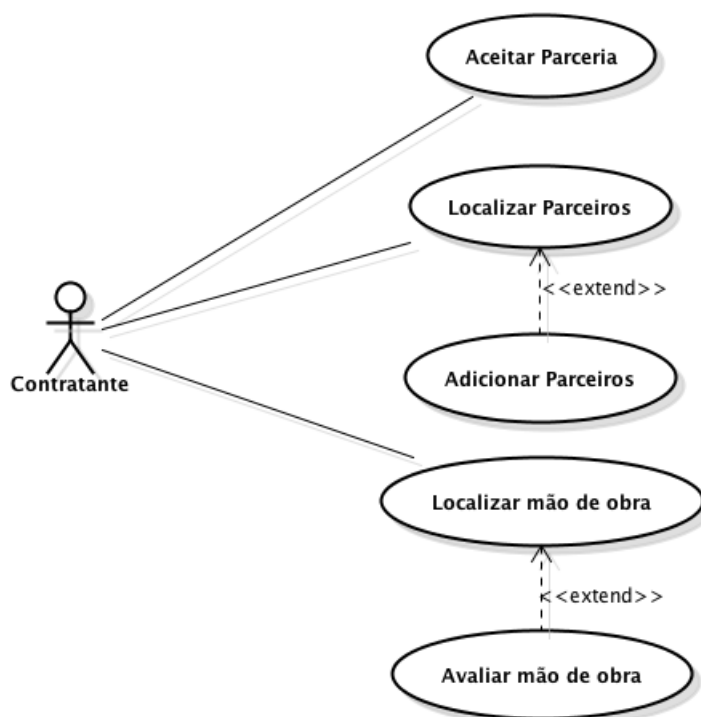 Aceitar Parceria
Localizar Parceiros
<<extend>>
Contratante
Adicionar Parceiros
Localizar mão de obra
<<extend>>
Avaliar mão de obra